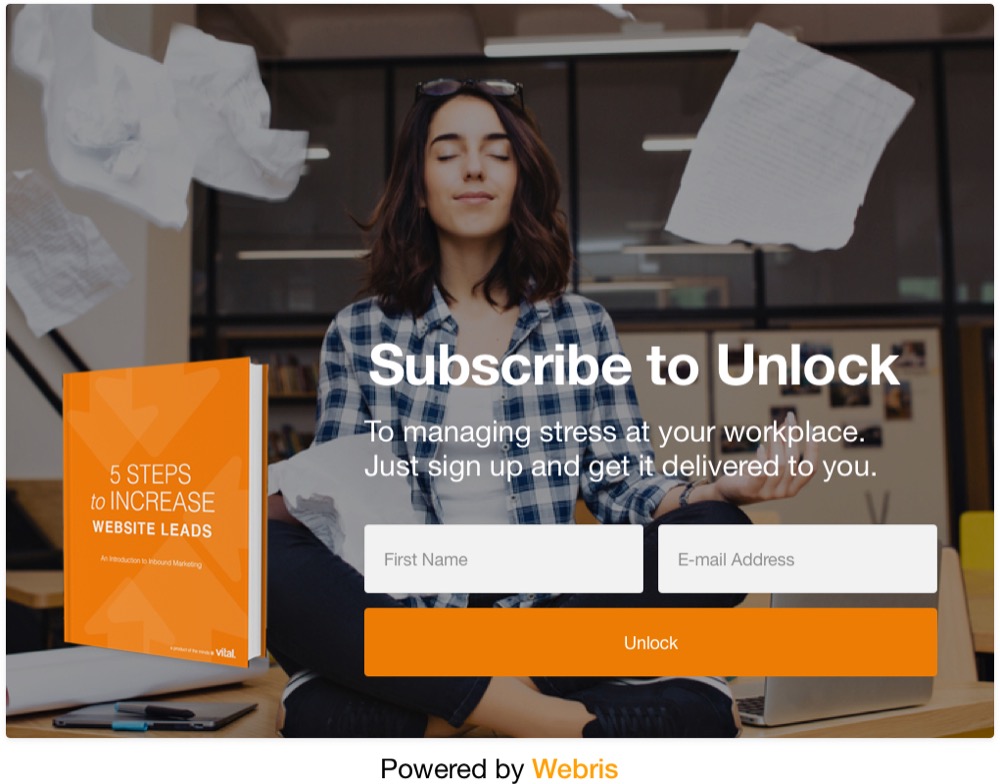 Subscribe to Unlock
To managing stress at your workplace.
Just sign up and get it delivered to you.
5 STEPS
to INCREASE
WEBSITE LEADS
An Introduction to Inbound Marketing
a product of the minds @ vital.
First Name
E-mail Address
Unlock
Powered by Webris